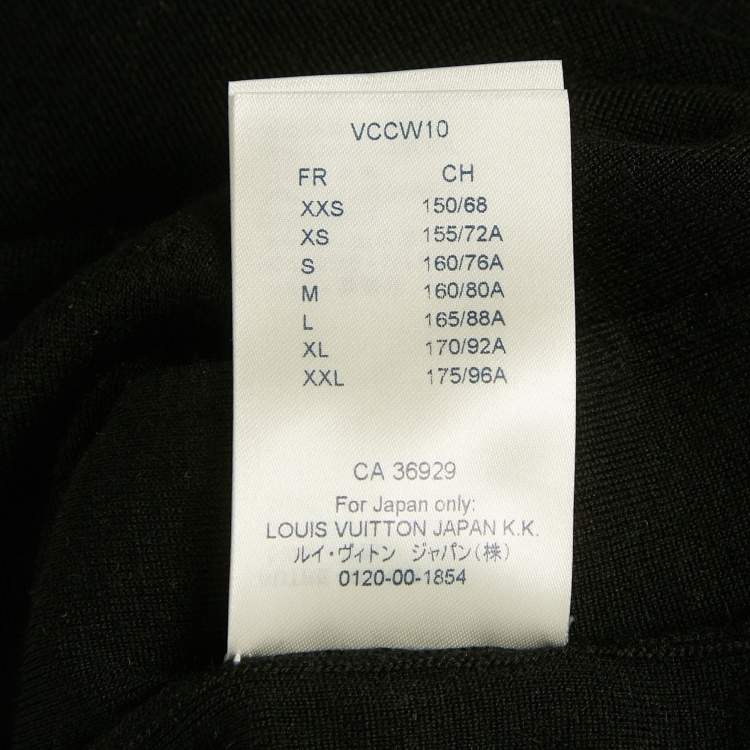 VCCW10
FR CH
XXS 150/68
XS 155/72A
S 160/76A
M 160/80A
L 165/88A
XL 170/92A
XXL 175/96A
CA 36929
For Japan only:
LOUIS VUITTON JAPAN K.K.
ルイ・ヴィトン ジャパン(株)
0120-00-1854